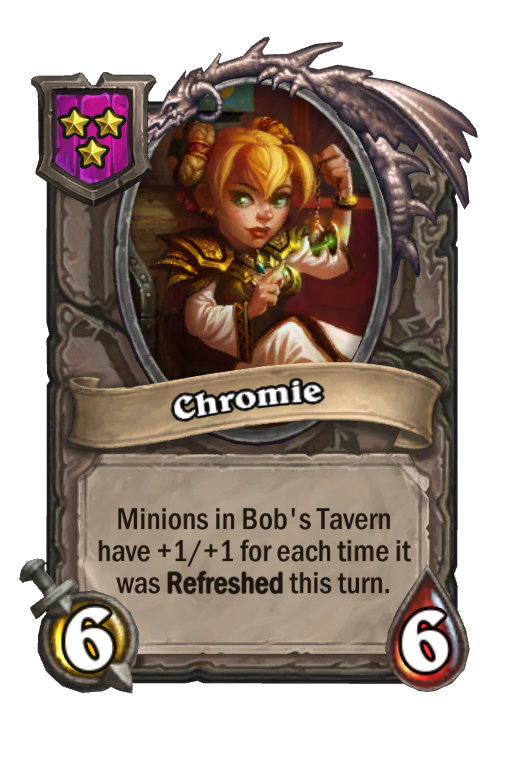 Chromie
Minions in Bob's Tavern
have +1/+1 for each time it
was Refreshed this turn.
6
6